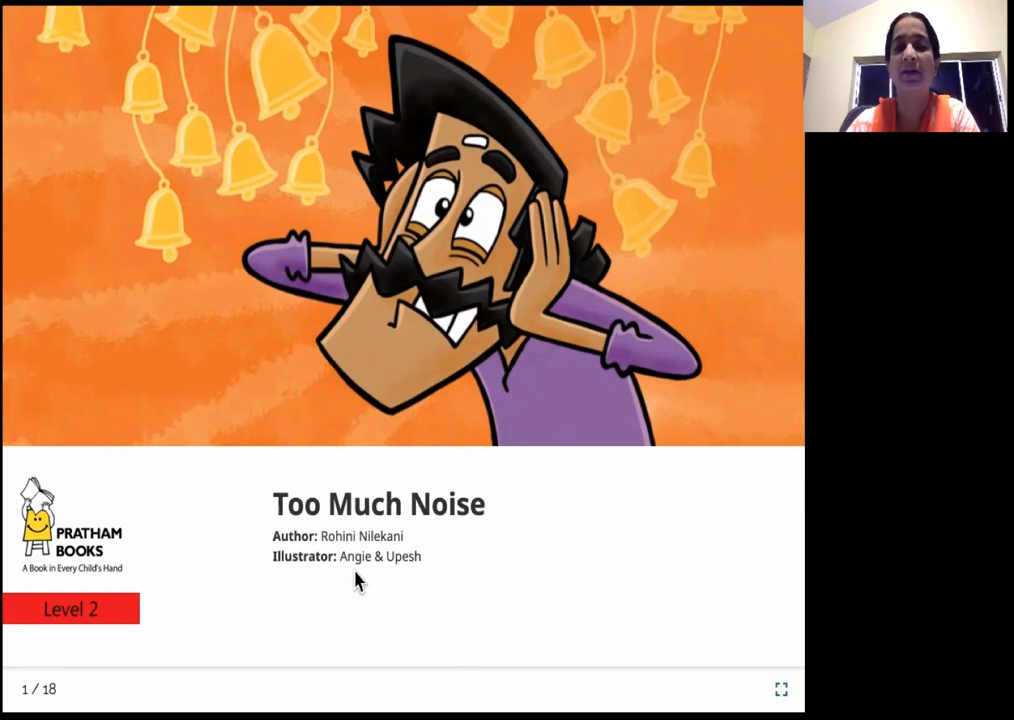 Too Much Noise
Author: Rohini Nilekani
Illustrator: Angie & Upesh
PRATHAM
BOOKS
A Book in Every Child's Hand
Level 2
1 / 18